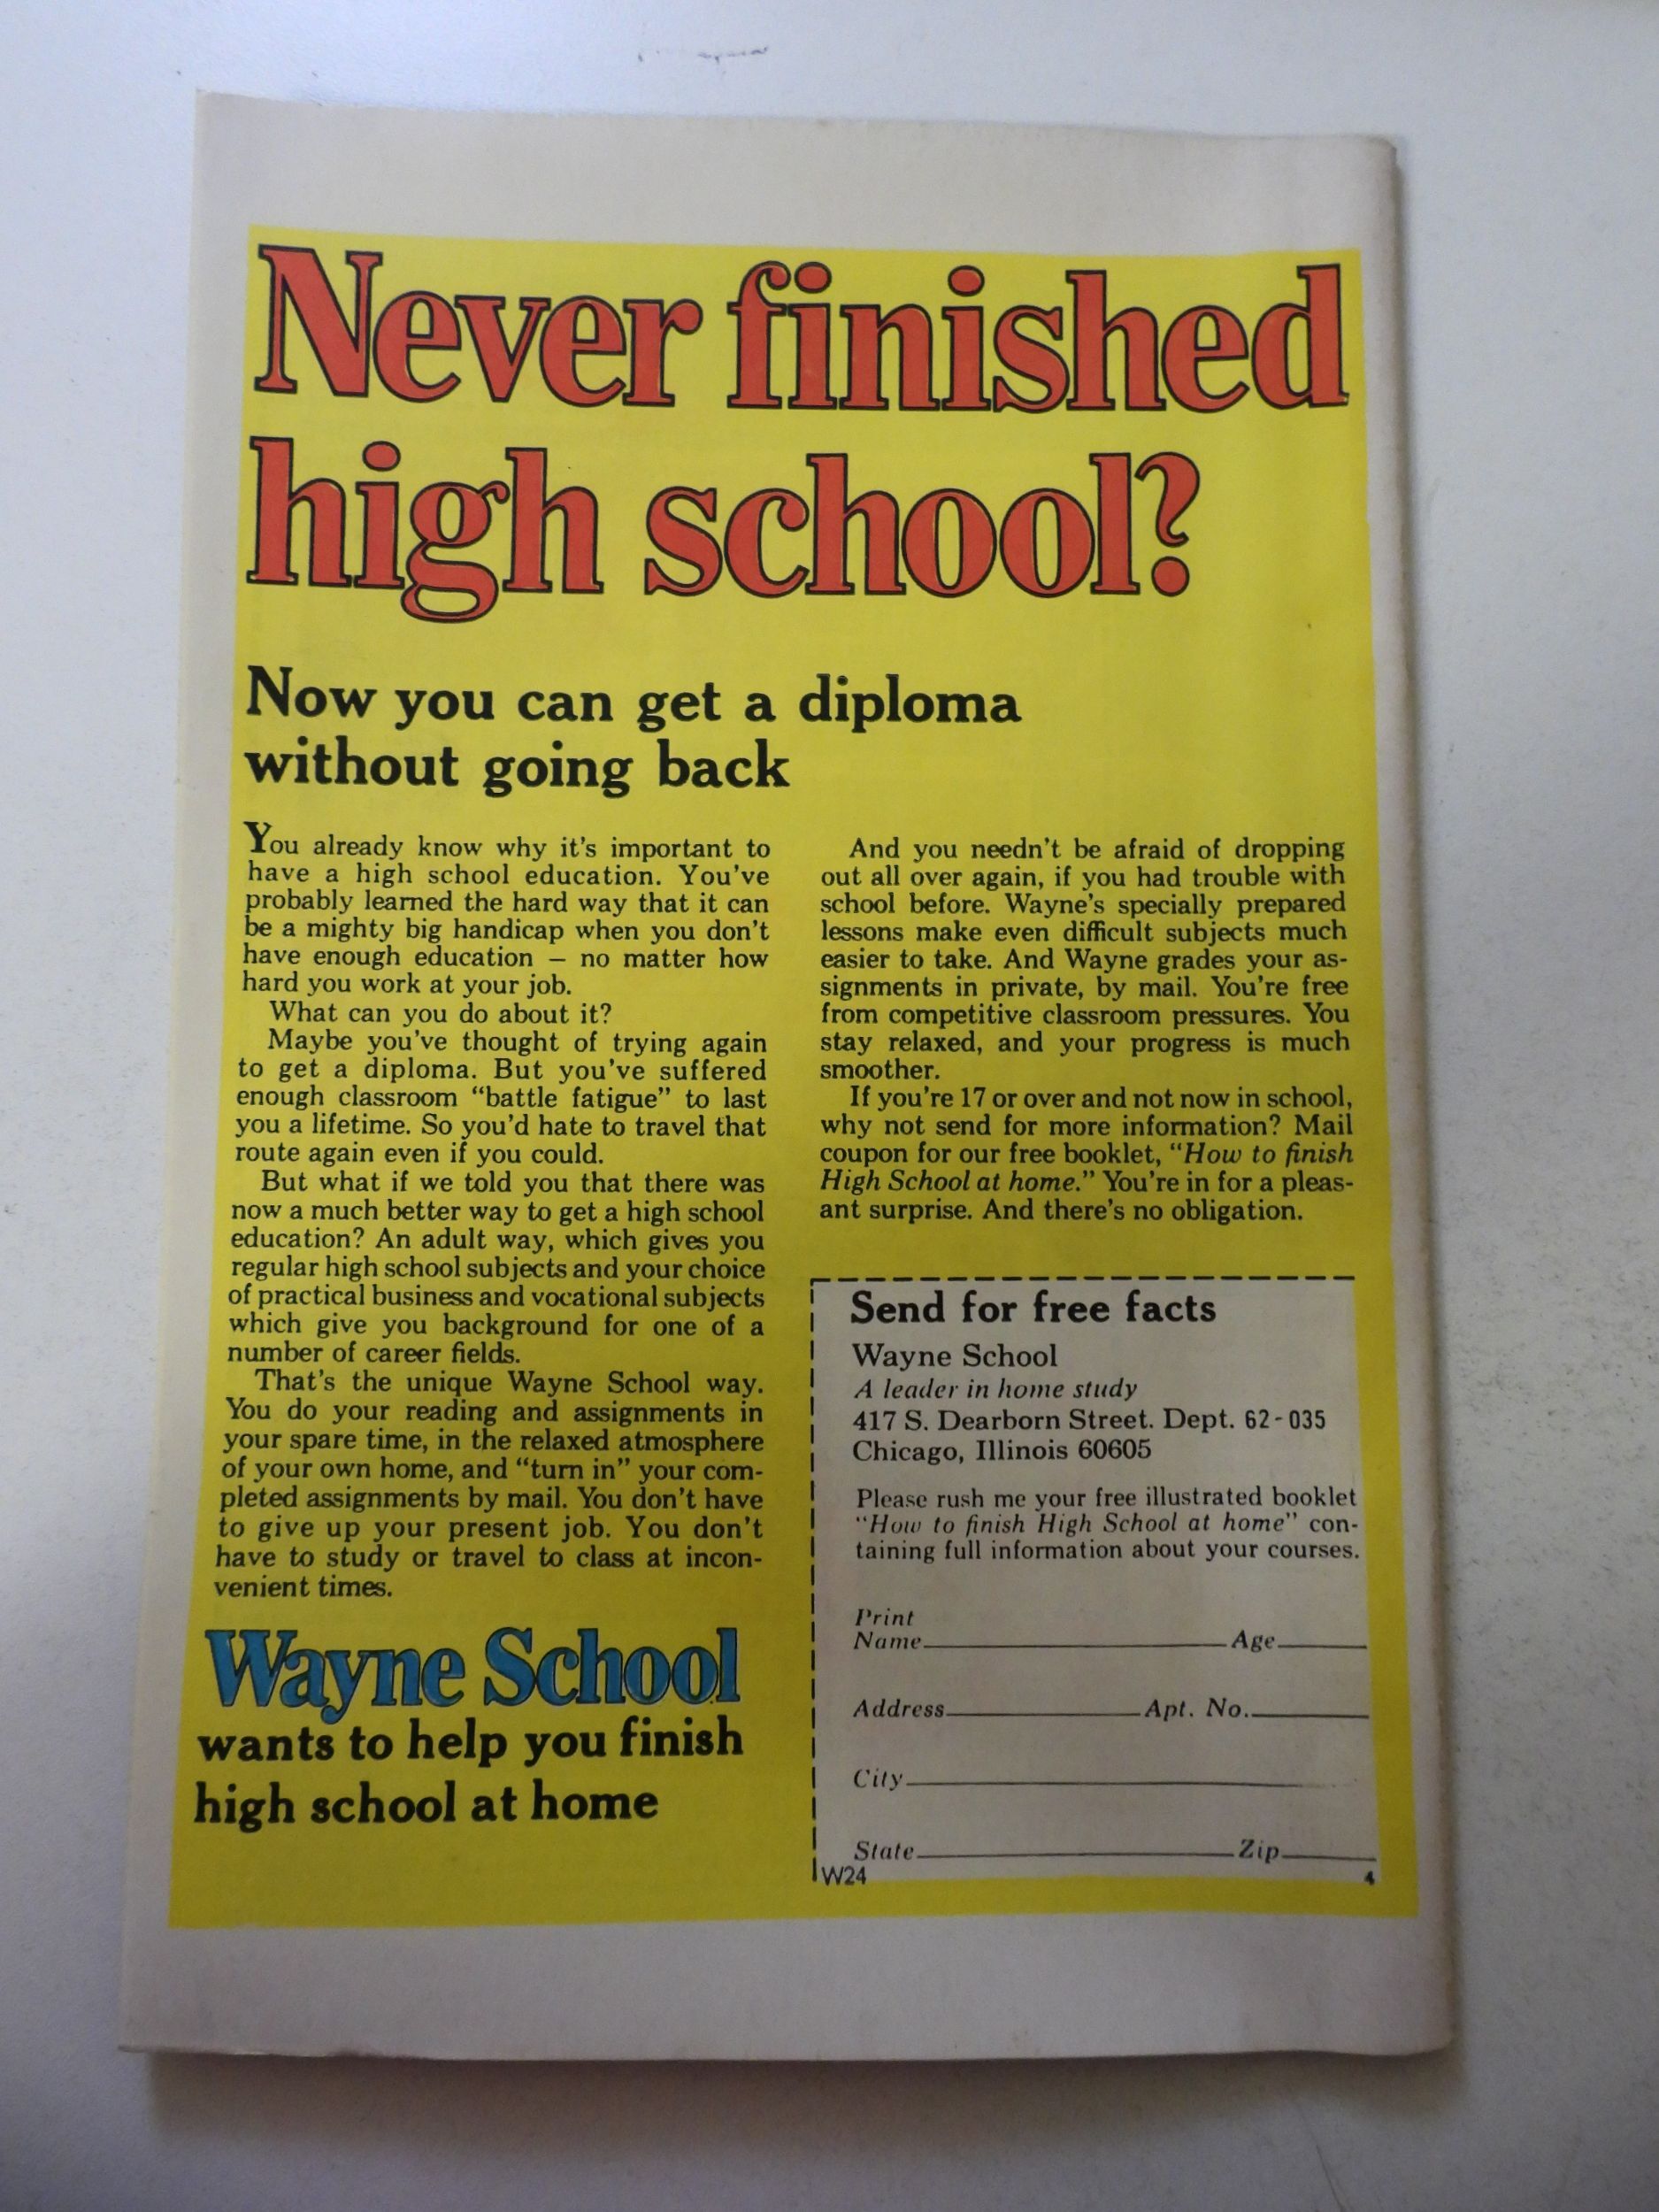 Never finished
high school?
Now you can get a diploma
without going back
You already know why it's important to
have a high school education. You've
probably learned the hard way that it can
be a mighty big handicap when you don't
have enough education – no matter how
hard you work at your job.
What can you do about it?
Maybe you've thought of trying again
to get a diploma. But you've suffered
enough classroom “battle fatigue” to last
you a lifetime. So you'd hate to travel that
route again even if you could.
But what if we told you that there was
now a much better way to get a high school
education? An adult way, which gives you
regular high school subjects and your choice
of practical business and vocational subjects
which give you background for one of a
number of career fields.
That's the unique Wayne School way.
You do your reading and assignments in
your spare time, in the relaxed atmosphere
of your own home, and “turn in” your com-
pleted assignments by mail. You don't have
to give up your present job. You don't
have to study or travel to class at incon-
venient times.
Wayne School
wants to help you finish
high school at home
And you needn't be afraid of dropping
out all over again, if you had trouble with
school before. Wayne's specially prepared
lessons make even difficult subjects much
easier to take. And Wayne grades your as-
signments in private, by mail. You're free
from competitive classroom pressures. You
stay relaxed, and your progress is much
smoother.
If you're 17 or over and not now in school,
why not send for more information? Mail
coupon for our free booklet, “How to finish
High School at home.” You're in for a pleas-
ant surprise. And there's no obligation.
Send for free facts
Wayne School
A leader in home study
417 S. Dearborn Street. Dept. 62-035
Chicago, Illinois 60605
Please rush me your free illustrated booklet
“How to finish High School at home” con-
taining full information about your courses.
Print
Name Age
Address Apt. No.
City
State Zip
W24 4